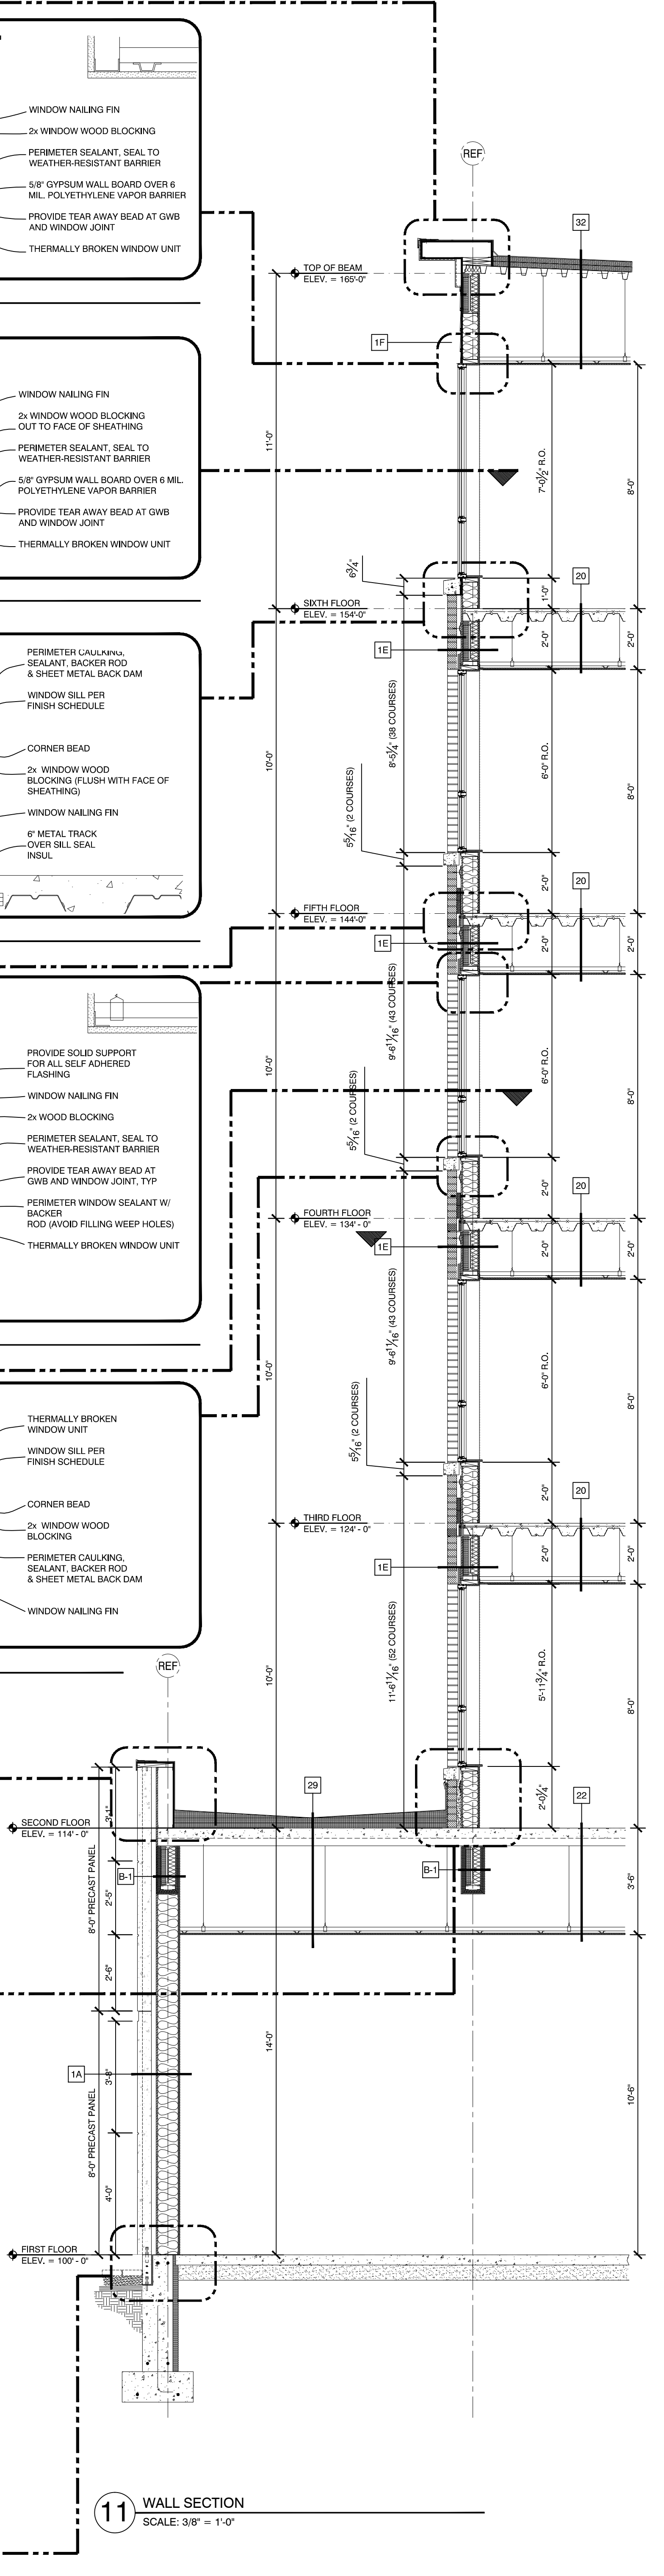 WINDOW NAILING FIN
2x WINDOW WOOD BLOCKING
PERIMETER SEALANT, SEAL TO
WEATHER-RESISTANT BARRIER
5/8" GYPSUM WALL BOARD OVER 6
MIL. POLYETHYLENE VAPOR BARRIER
PROVIDE TEAR AWAY BEAD AT GWB
AND WINDOW JOINT
THERMALLY BROKEN WINDOW UNIT
WINDOW NAILING FIN
2x WINDOW WOOD BLOCKING
OUT TO FACE OF SHEATHING
PERIMETER SEALANT, SEAL TO
WEATHER-RESISTANT BARRIER
5/8" GYPSUM WALL BOARD OVER 6 MIL.
POLYETHYLENE VAPOR BARRIER
PROVIDE TEAR AWAY BEAD AT GWB
AND WINDOW JOINT
THERMALLY BROKEN WINDOW UNIT
PERIMETER CAULKING,
SEALANT, BACKER ROD
& SHEET METAL BACK DAM
WINDOW SILL PER
FINISH SCHEDULE
CORNER BEAD
2x WINDOW WOOD
BLOCKING (FLUSH WITH FACE OF
SHEATHING)
WINDOW NAILING FIN
6" METAL TRACK
OVER SILL SEAL
INSUL
PROVIDE SOLID SUPPORT
FOR ALL SELF ADHERED
FLASHING
WINDOW NAILING FIN
2x WOOD BLOCKING
PERIMETER SEALANT, SEAL TO
WEATHER-RESISTANT BARRIER
PROVIDE TEAR AWAY BEAD AT
GWB AND WINDOW JOINT, TYP
PERIMETER WINDOW SEALANT W/
BACKER
ROD (AVOID FILLING WEEP HOLES)
THERMALLY BROKEN WINDOW UNIT
THERMALLY BROKEN
WINDOW UNIT
WINDOW SILL PER
FINISH SCHEDULE
CORNER BEAD
2x WINDOW WOOD
BLOCKING
PERIMETER CAULKING,
SEALANT, BACKER ROD
& SHEET METAL BACK DAM
WINDOW NAILING FIN
REF
32
TOP OF BEAM
ELEV. = 165'-0"
1F
11'-0"
7'-0½" R.O.
8'-0"
6¾"
20
1'-0"
SIXTH FLOOR
ELEV. = 154'-0"
1E
2'-0"
2'-0"
8'-5¼" (38 COURSES)
10'-0"
6'-0" R.O.
8'-0"
5 5/16" (2 COURSES)
2'-0"
20
FIFTH FLOOR
ELEV. = 144'-0"
1E
2'-0"
2'-0"
9'-6 11/16" (43 COURSES)
10'-0"
6'-0" R.O.
8'-0"
5 5/16" (2 COURSES)
2'-0"
20
FOURTH FLOOR
ELEV. = 134' - 0"
1E
2'-0"
2'-0"
9'-6 11/16" (43 COURSES)
10'-0"
6'-0" R.O.
8'-0"
5 5/16" (2 COURSES)
2'-0"
20
THIRD FLOOR
ELEV. = 124' - 0"
1E
2'-0"
2'-0"
11'-6 11/16" (52 COURSES)
10'-0"
5'-11¾" R.O.
8'-0"
REF
29
22
2'-0¼"
3'-1"
SECOND FLOOR
ELEV. = 114' - 0"
B-1
B-1
3'-6"
8'-0" PRECAST PANEL
2'-5"
2'-6"
14'-0"
1A
3'-8"
10'-6"
8'-0" PRECAST PANEL
4'-0"
FIRST FLOOR
ELEV. = 100' - 0"
11
WALL SECTION
SCALE: 3/8" = 1'-0"